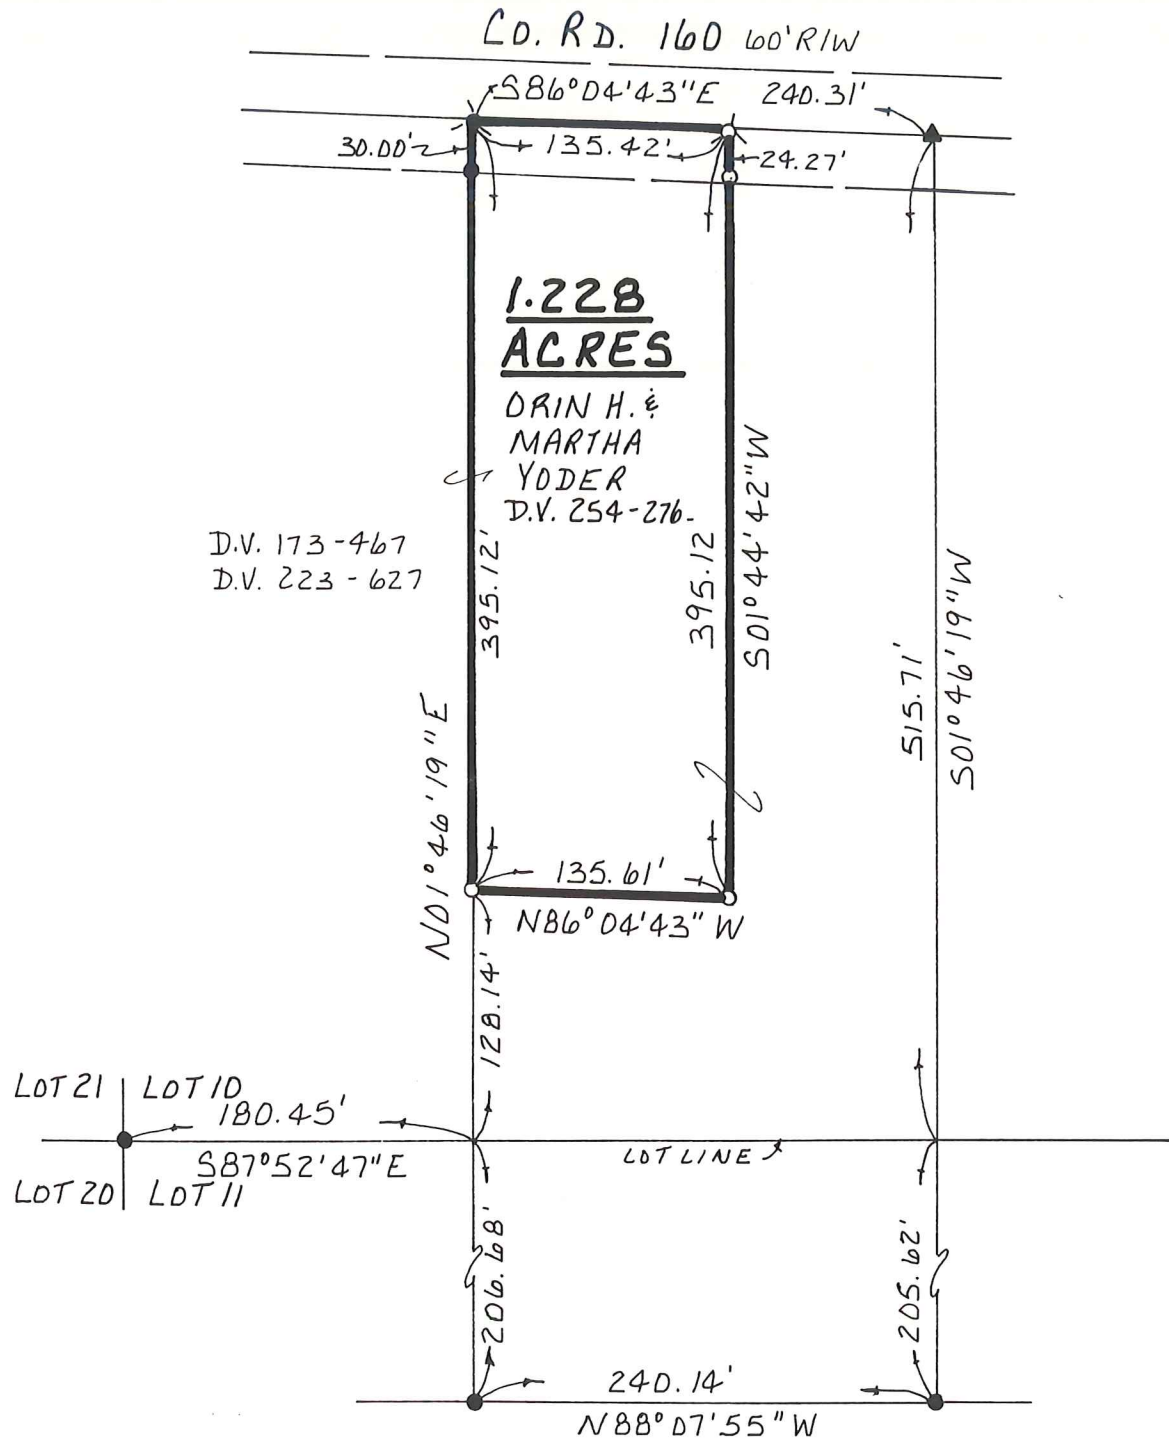 CO. RD. 160 60' R/W
S86°04'43"E 240.31'
30.00' 135.42' 24.27'
1.228
ACRES
ORIN H. &
MARTHA
YODER
D.V. 254-276
D.V. 173-467
D.V. 223-627
395.12'
395.12
S01°44'42"W
N01°46'19"E
515.71'
S01°46'19"W
135.61'
N86°04'43"W
128.14'
LOT 21 LOT 10
180.45'
S87°52'47"E
LOT LINE
LOT 20 LOT 11
206.68'
205.62'
240.14'
N88°07'55"W